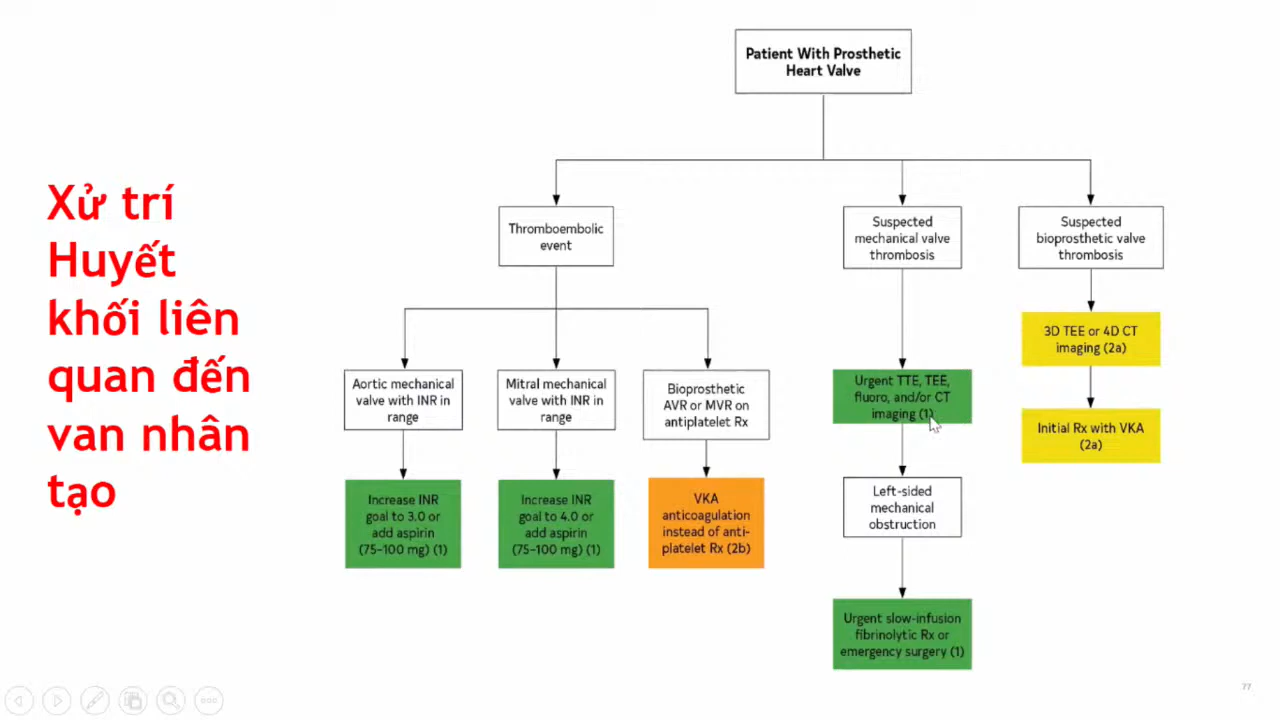 Patient With Prosthetic
Heart Valve
Xử trí
Huyết
khối liên
quan đến
van nhân
tạo
Thromboembolic
event
Suspected
mechanical valve
thrombosis
Suspected
bioprosthetic valve
thrombosis
3D TEE or 4D CT
imaging (2a)
Aortic mechanical
valve with INR in
range
Mitral mechanical
valve with INR in
range
Bioprosthetic
AVR or MVR on
antiplatelet Rx
Urgent TTE, TEE,
fluoro, and/or CT
imaging (1)
Initial Rx with VKA
(2a)
Increase INR
goal to 3.0 or
add aspirin
(75–100 mg) (1)
Increase INR
goal to 4.0 or
add aspirin
(75–100 mg) (1)
VKA
anticoagulation
instead of anti-
platelet Rx (2b)
Left-sided
mechanical
obstruction
Urgent slow-infusion
fibrinolytic Rx or
emergency surgery (1)
77